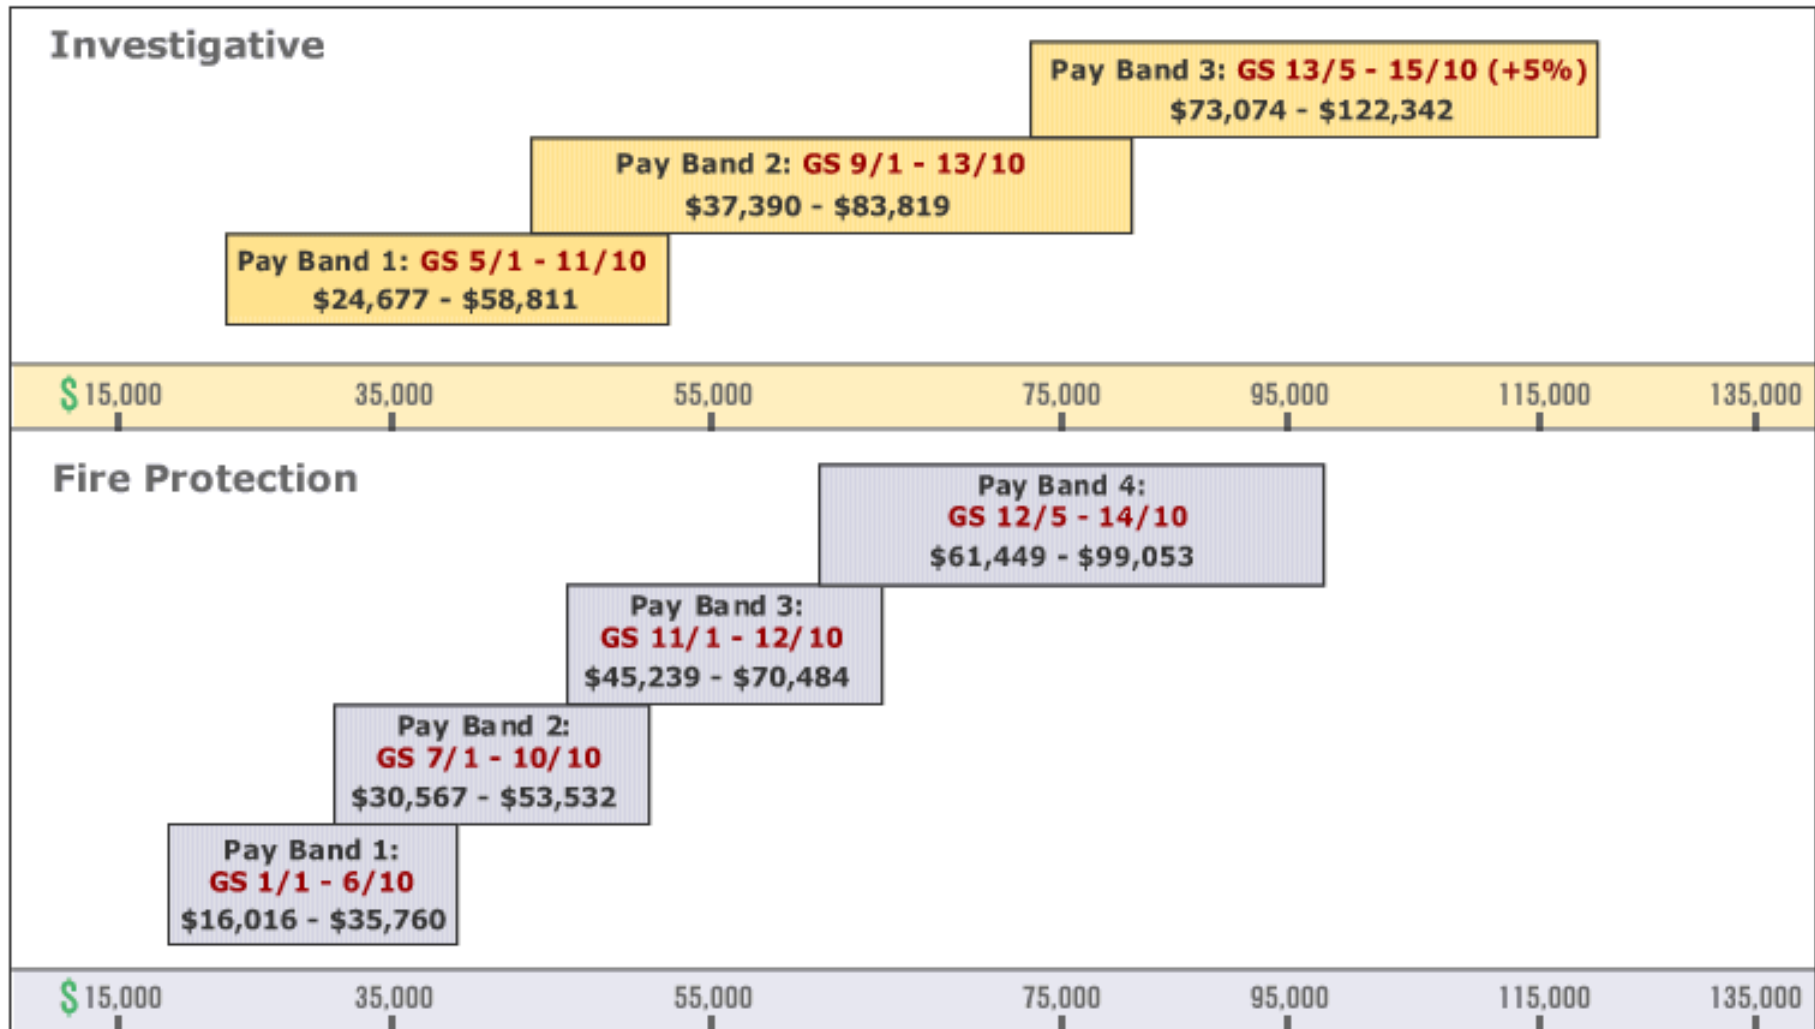 Investigative
Pay Band 3: GS 13/5 - 15/10 (+5%)
$73,074 - $122,342
Pay Band 2: GS 9/1 - 13/10
$37,390 - $83,819
Pay Band 1: GS 5/1 - 11/10
$24,677 - $58,811
$ 15,000 35,000 55,000 75,000 95,000 115,000 135,000
Fire Protection
Pay Band 4:
GS 12/5 - 14/10
$61,449 - $99,053
Pay Band 3:
GS 11/1 - 12/10
$45,239 - $70,484
Pay Band 2:
GS 7/1 - 10/10
$30,567 - $53,532
Pay Band 1:
GS 1/1 - 6/10
$16,016 - $35,760
$ 15,000 35,000 55,000 75,000 95,000 115,000 135,000